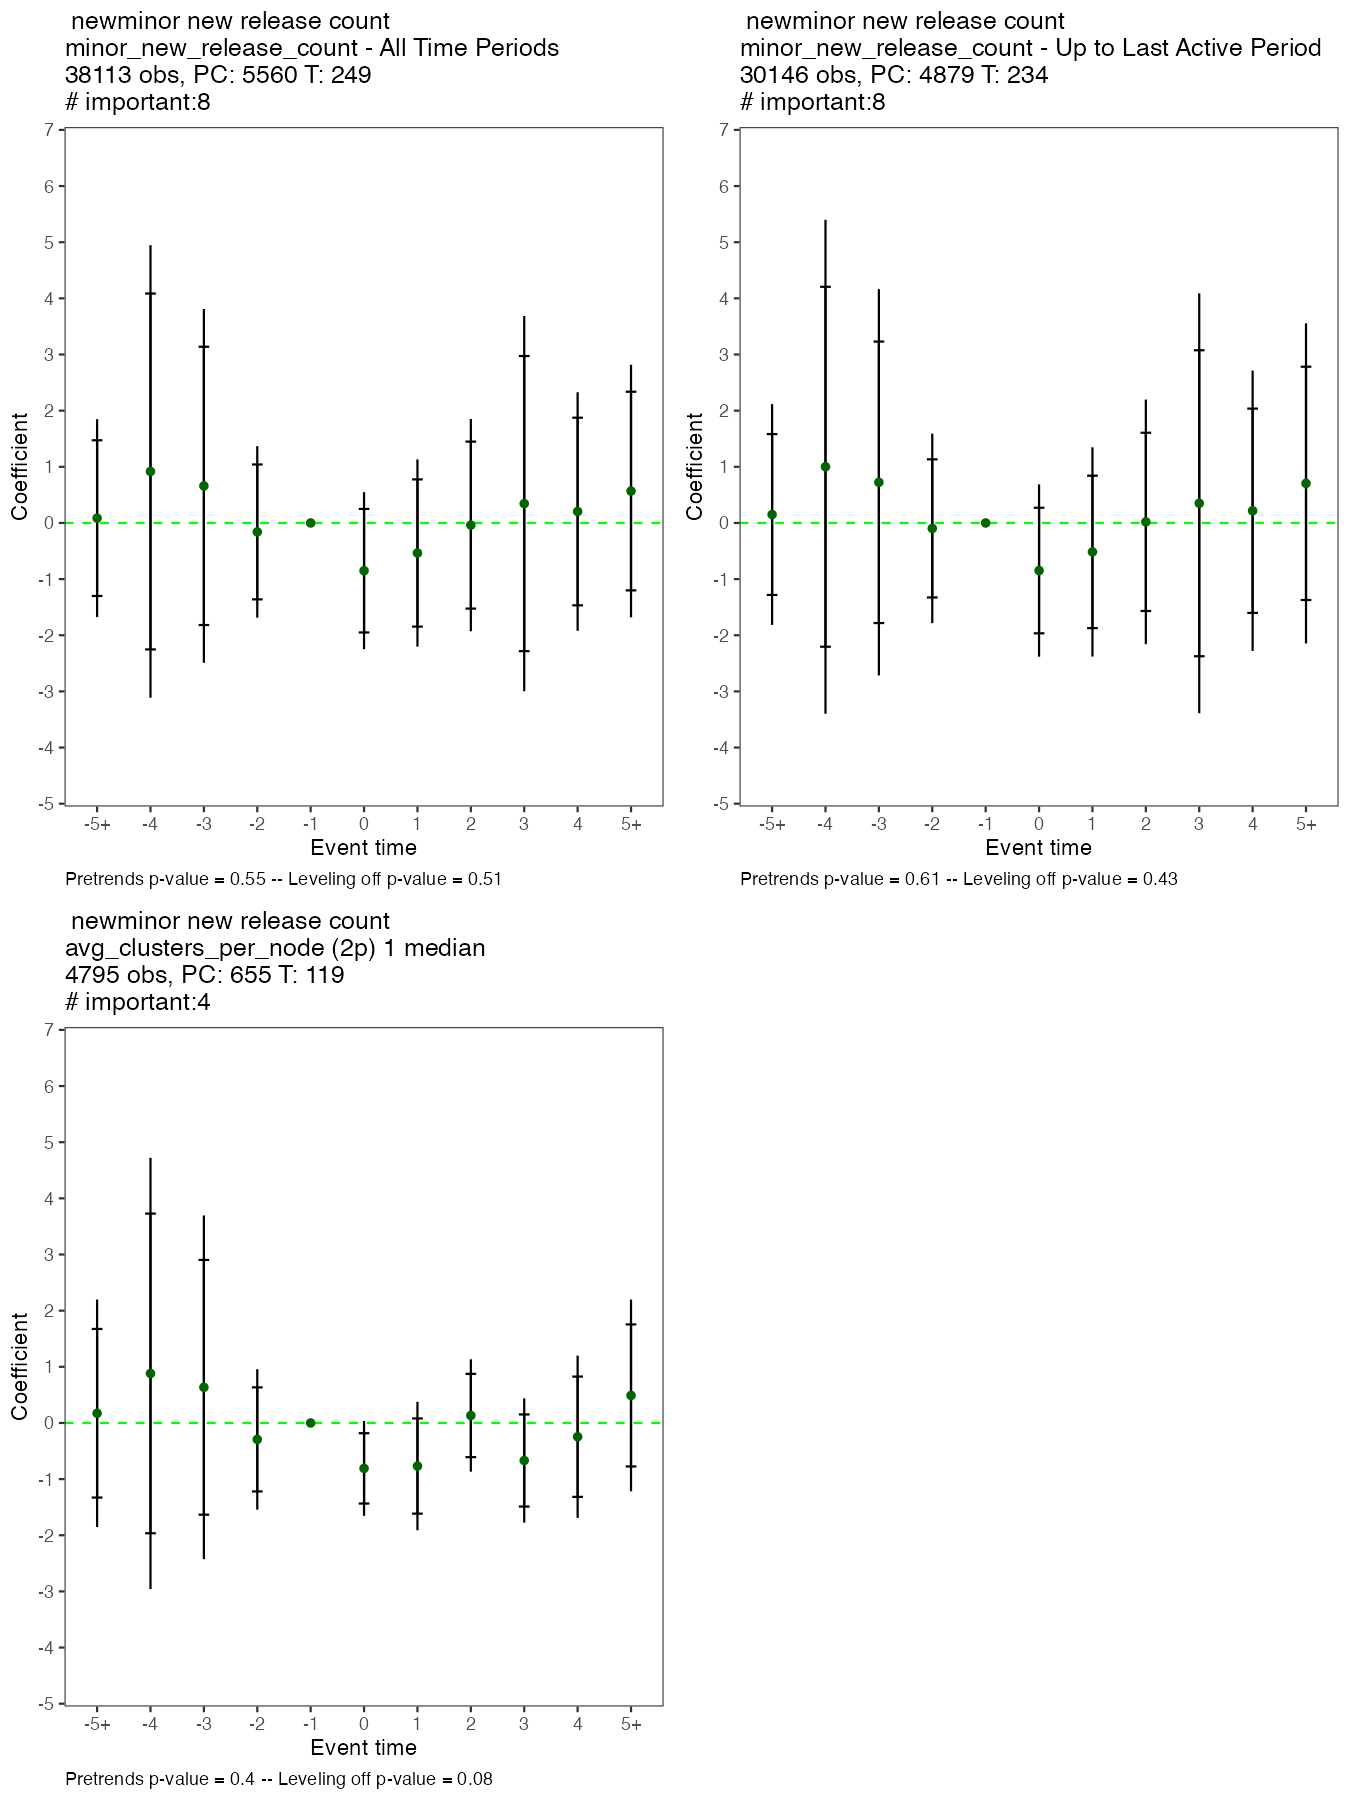 newminor new release count
minor_new_release_count - All Time Periods
38113 obs, PC: 5560 T: 249
# important:8
7
6
5
4
3
2
1
0
-1
-2
-3
-4
-5
Coefficient
-5+ -4 -3 -2 -1 0 1 2 3 4 5+
Event time
Pretrends p-value = 0.55 -- Leveling off p-value = 0.51
newminor new release count
minor_new_release_count - Up to Last Active Period
30146 obs, PC: 4879 T: 234
# important:8
7
6
5
4
3
2
1
0
-1
-2
-3
-4
-5
Coefficient
-5+ -4 -3 -2 -1 0 1 2 3 4 5+
Event time
Pretrends p-value = 0.61 -- Leveling off p-value = 0.43
newminor new release count
avg_clusters_per_node (2p) 1 median
4795 obs, PC: 655 T: 119
# important:4
7
6
5
4
3
2
1
0
-1
-2
-3
-4
-5
Coefficient
-5+ -4 -3 -2 -1 0 1 2 3 4 5+
Event time
Pretrends p-value = 0.4 -- Leveling off p-value = 0.08